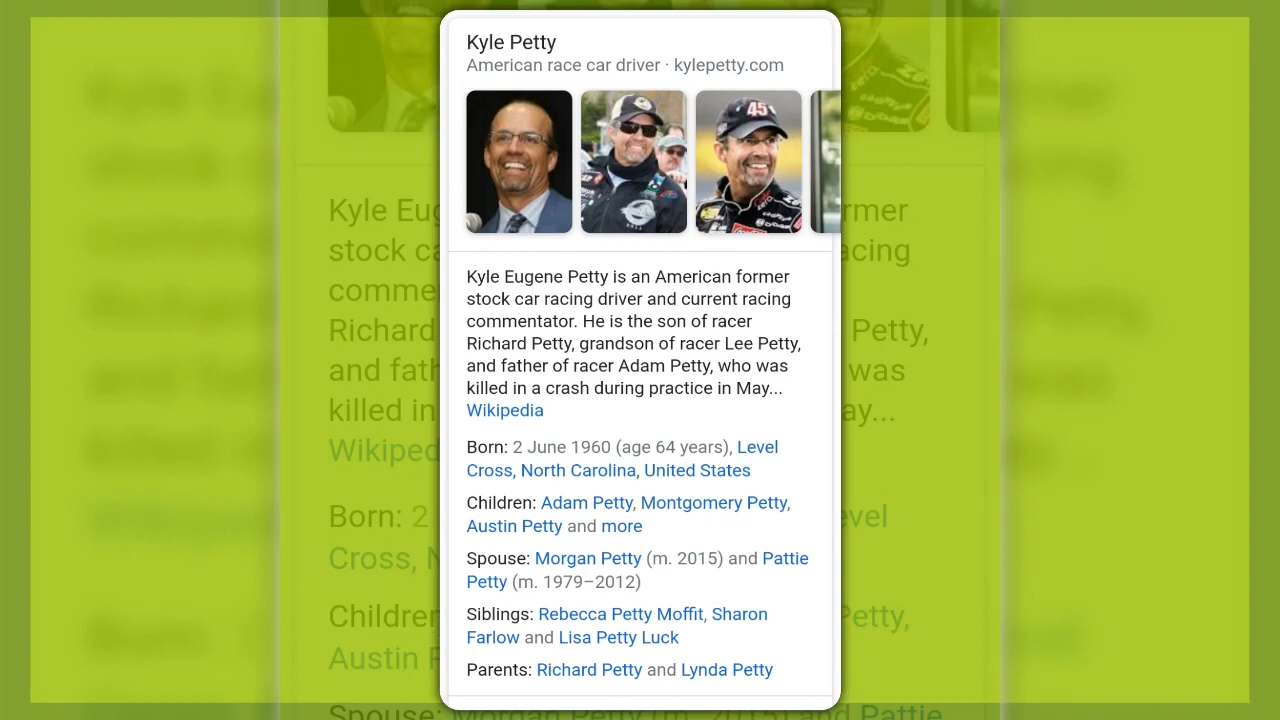 Kyle Petty
American race car driver · kylepetty.com
45
Kyle Eugene Petty is an American former
stock car racing driver and current racing
commentator. He is the son of racer
Richard Petty, grandson of racer Lee Petty,
and father of racer Adam Petty, who was
killed in a crash during practice in May...
Wikipedia
Born: 2 June 1960 (age 64 years), Level
Cross, North Carolina, United States
Children: Adam Petty, Montgomery Petty,
Austin Petty and more
Spouse: Morgan Petty (m. 2015) and Pattie
Petty (m. 1979–2012)
Siblings: Rebecca Petty Moffit, Sharon
Farlow and Lisa Petty Luck
Parents: Richard Petty and Lynda Petty